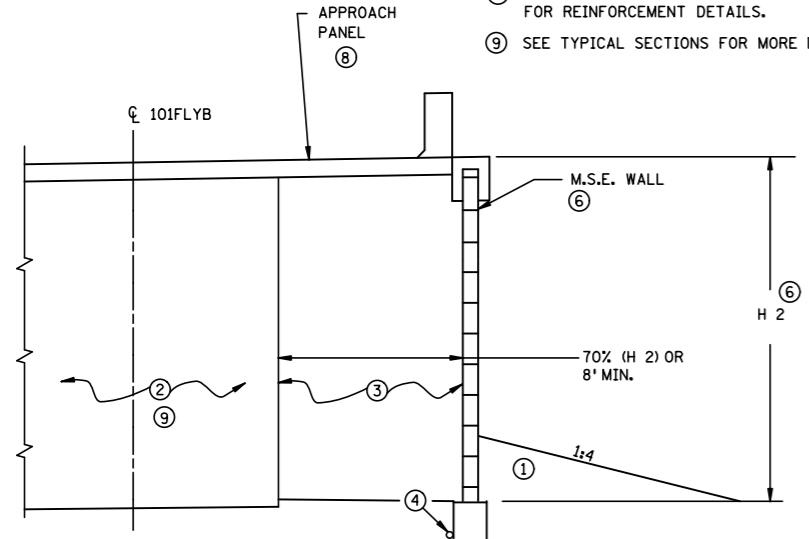 FOR REINFORCEMENT DETAILS.
⑨ SEE TYPICAL SECTIONS FOR MORE
APPROACH
PANEL
⑧
℄ 101FLYB
M.S.E. WALL
⑥
⑥
H 2
70% (H 2) OR
8' MIN.
②
⑨
③
1:4
①
④